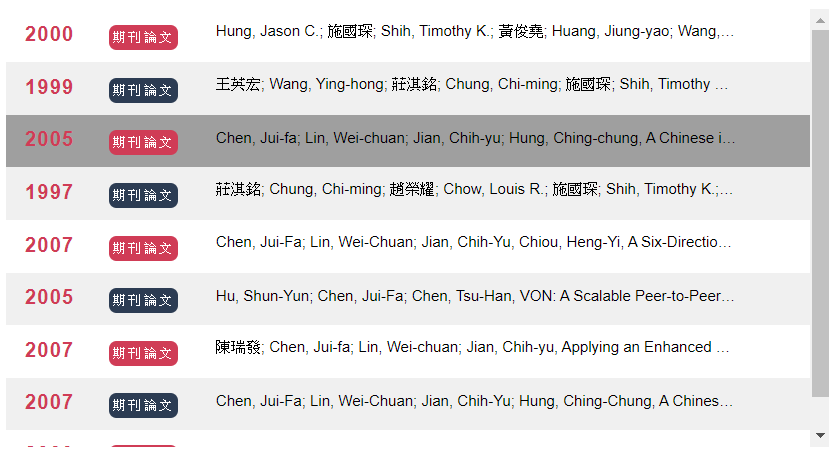 2000 期刊論文 Hung, Jason C.; 施國琛; Shih, Timothy K.; 黃俊堯; Huang, Jiung-yao; Wang,...
1999 期刊論文 王英宏; Wang, Ying-hong; 莊淇銘; Chung, Chi-ming; 施國琛; Shih, Timothy ...
2005 期刊論文 Chen, Jui-fa; Lin, Wei-chuan; Jian, Chih-yu; Hung, Ching-chung, A Chinese i...
1997 期刊論文 莊淇銘; Chung, Chi-ming; 趙榮耀; Chow, Louis R.; 施國琛; Shih, Timothy K.;...
2007 期刊論文 Chen, Jui-Fa; Lin, Wei-Chuan; Jian, Chih-Yu, Chiou, Heng-Yi, A Six-Directio...
2005 期刊論文 Hu, Shun-Yun; Chen, Jui-Fa; Chen, Tsu-Han, VON: A Scalable Peer-to-Peer...
2007 期刊論文 陳瑞發; Chen, Jui-fa; Lin, Wei-chuan; Jian, Chih-yu, Applying an Enhanced ...
2007 期刊論文 Chen, Jui-Fa; Lin, Wei-Chuan; Jian, Chih-Yu; Hung, Ching-Chung, A Chines...